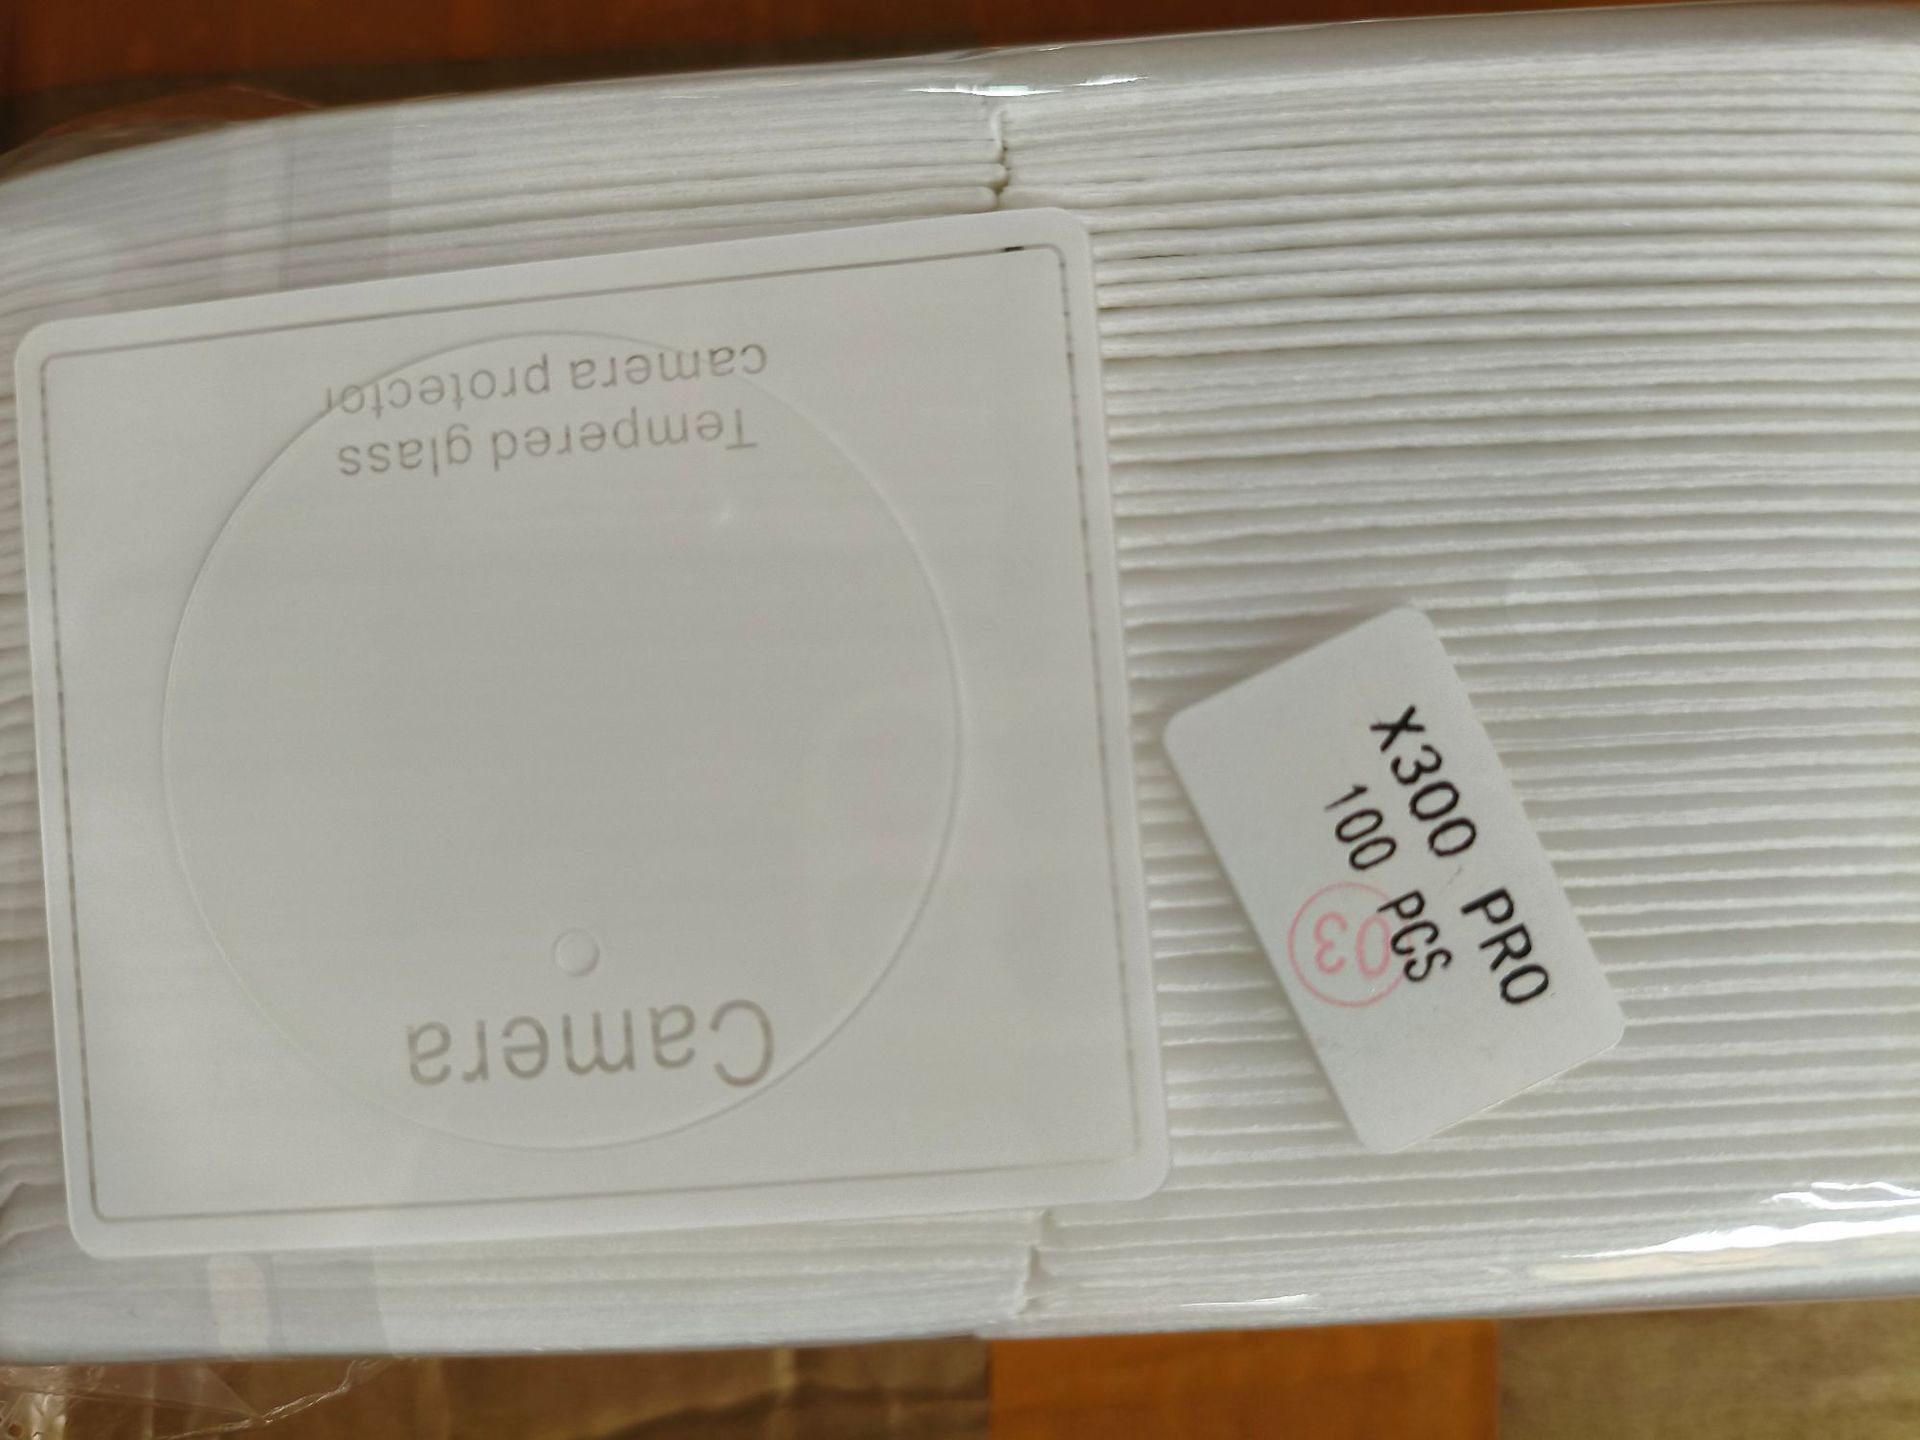 Camera
Tempered glass
camera protector
X300 PRO
100 PCS
03